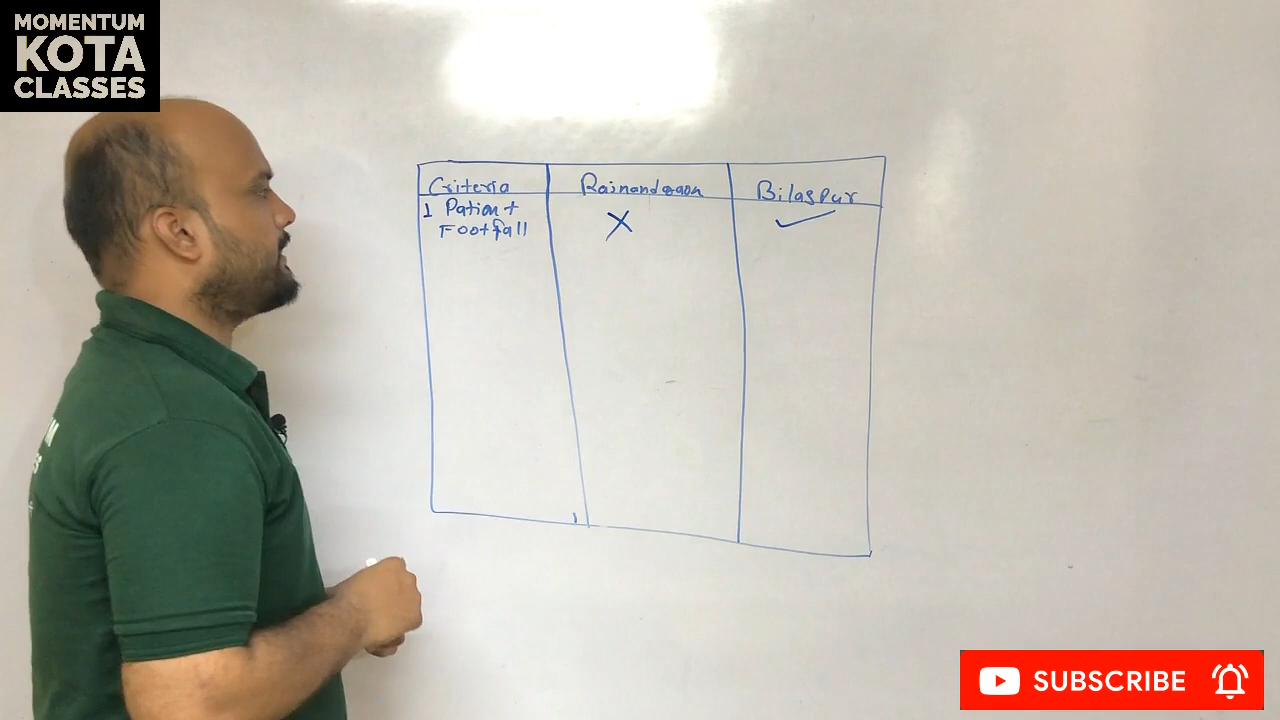 MOMENTUM
KOTA
CLASSES
Criteria
Rajnandgaon
Bilaspur
1 Patient
Footfall
SUBSCRIBE